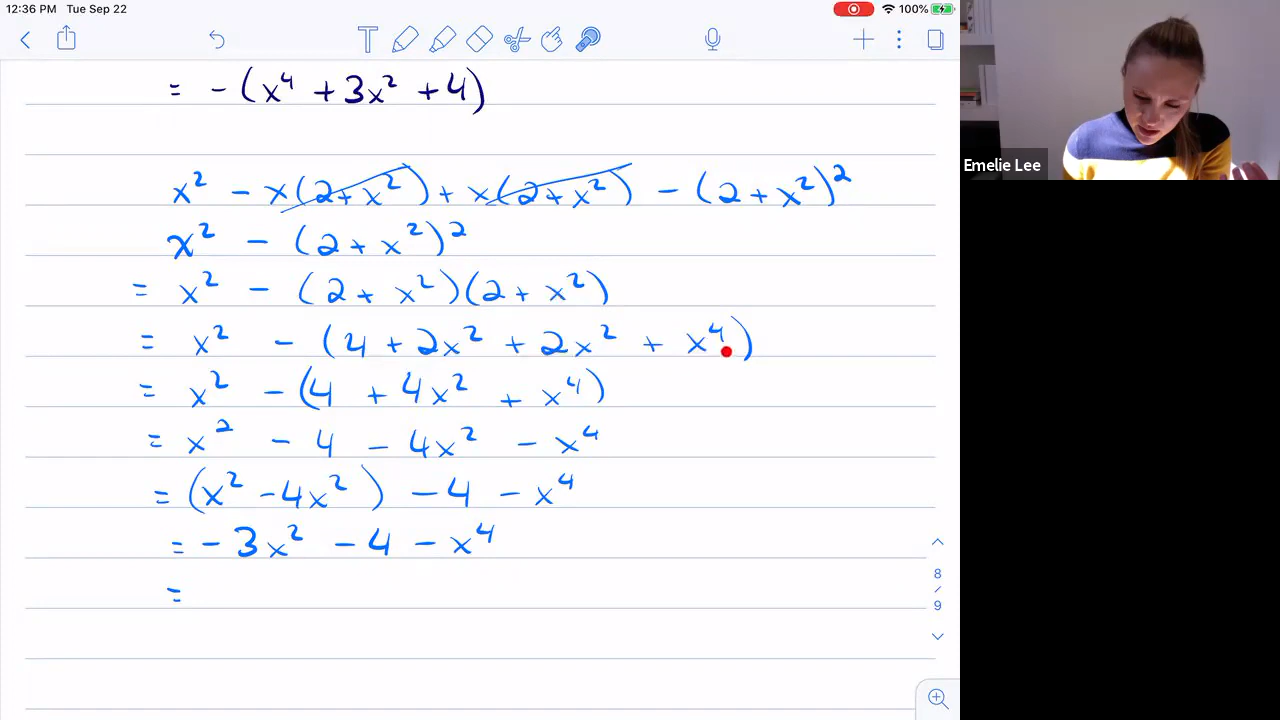 12:36 PM Tue Sep 22 100%
= -(x⁴ + 3x² + 4)
Emelie Lee
x² - x(2 + x²) + x(2 + x²) - (2 + x²)²
x² - (2 + x²)²
= x² - (2 + x²)(2 + x²)
= x² - (4 + 2x² + 2x² + x⁴)
= x² - (4 + 4x² + x⁴)
= x² - 4 - 4x² - x⁴
= (x² - 4x²) - 4 - x⁴
= -3x² - 4 - x⁴
=
8
/
9